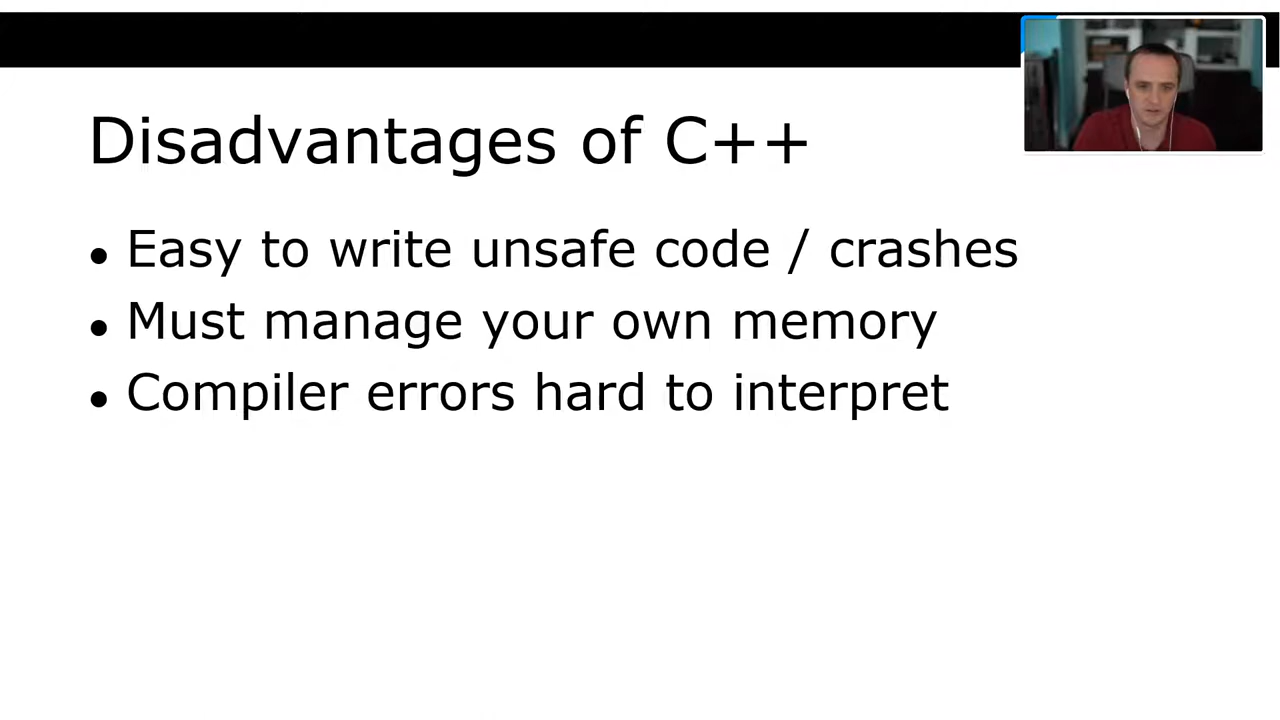 Disadvantages of C++
• Easy to write unsafe code / crashes
• Must manage your own memory
• Compiler errors hard to interpret